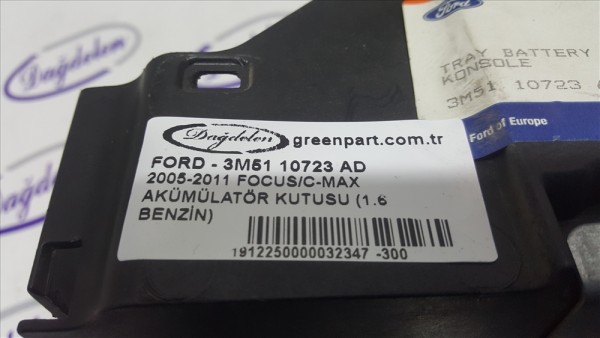 Ford
TRAY BATTERY
KONSOLE
3M51 10723
Ford of Europe
Dağdelen
greenpart.com.tr
FORD - 3M51 10723 AD
2005-2011 FOCUS/C-MAX
AKÜMÜLATÖR KUTUSU (1.6
BENZİN)
1912250000032347 -300
Dağdelen